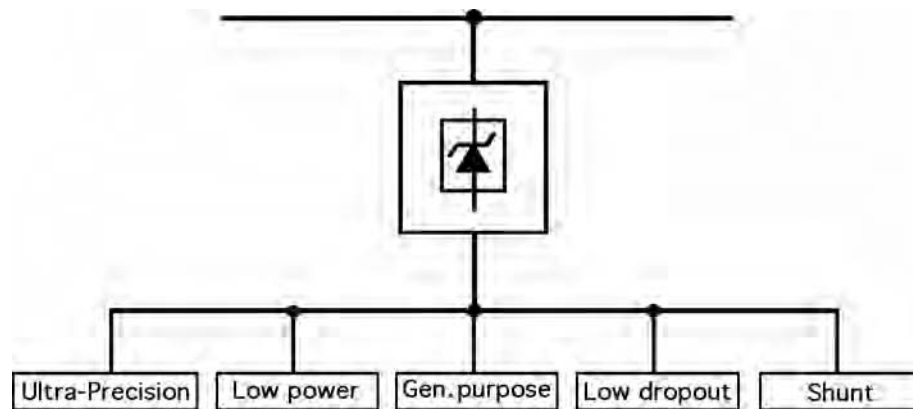 Ultra-Precision
Low power
Gen. purpose
Low dropout
Shunt